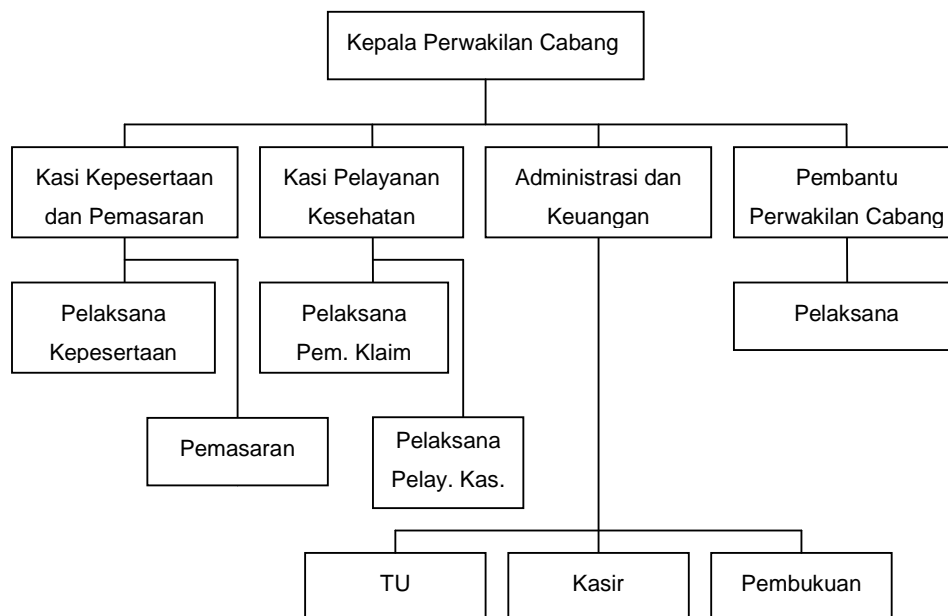 Kepala Perwakilan Cabang
Kasi Kepesertaan
dan Pemasaran
Kasi Pelayanan
Kesehatan
Administrasi dan
Keuangan
Pembantu
Perwakilan Cabang
Pelaksana
Kepesertaan
Pelaksana
Pem. Klaim
Pelaksana
Pemasaran
Pelaksana
Pelay. Kas.
TU
Kasir
Pembukuan